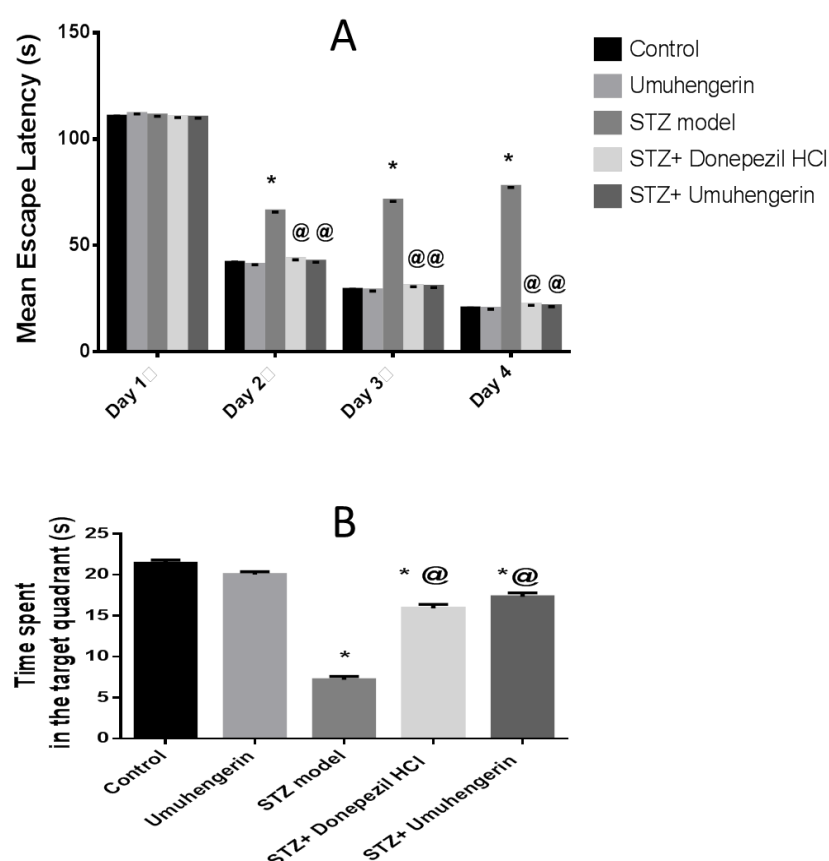 A
Mean Escape Latency (s)
150
100
50
0
* * *
@ @ @@ @ @
Day 1 Day 2 Day 3 Day 4
Control
Umuhengerin
STZ model
STZ+ Donepezil HCl
STZ+ Umuhengerin
B
Time spent
in the target quadrant (s)
25
20
15
10
5
0
* * @ *@
Control
Umuhengerin
STZ model
STZ+ Donepezil HCl
STZ+ Umuhengerin